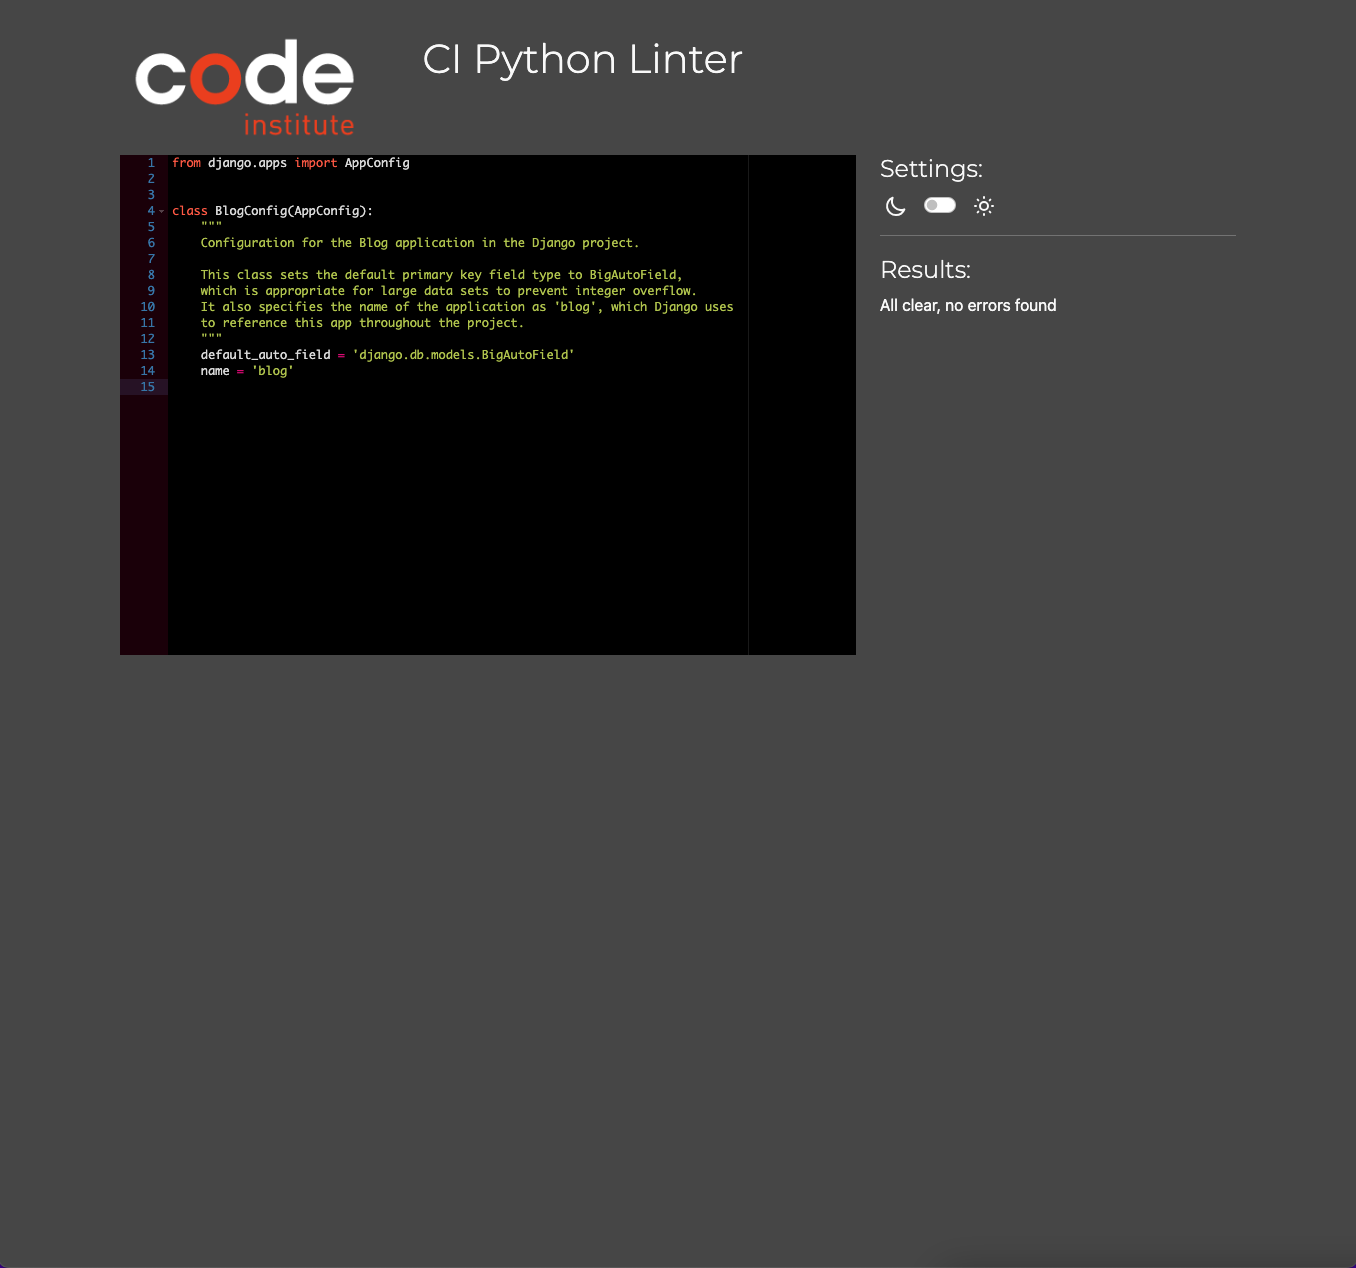 code
institute
CI Python Linter
1 from django.apps import AppConfig
2
3
4 class BlogConfig(AppConfig):
5     """
6     Configuration for the Blog application in the Django project.
7
8     This class sets the default primary key field type to BigAutoField,
9     which is appropriate for large data sets to prevent integer overflow.
10     It also specifies the name of the application as 'blog', which Django uses
11     to reference this app throughout the project.
12     """
13     default_auto_field = 'django.db.models.BigAutoField'
14     name = 'blog'
15
Settings:
Results:
All clear, no errors found